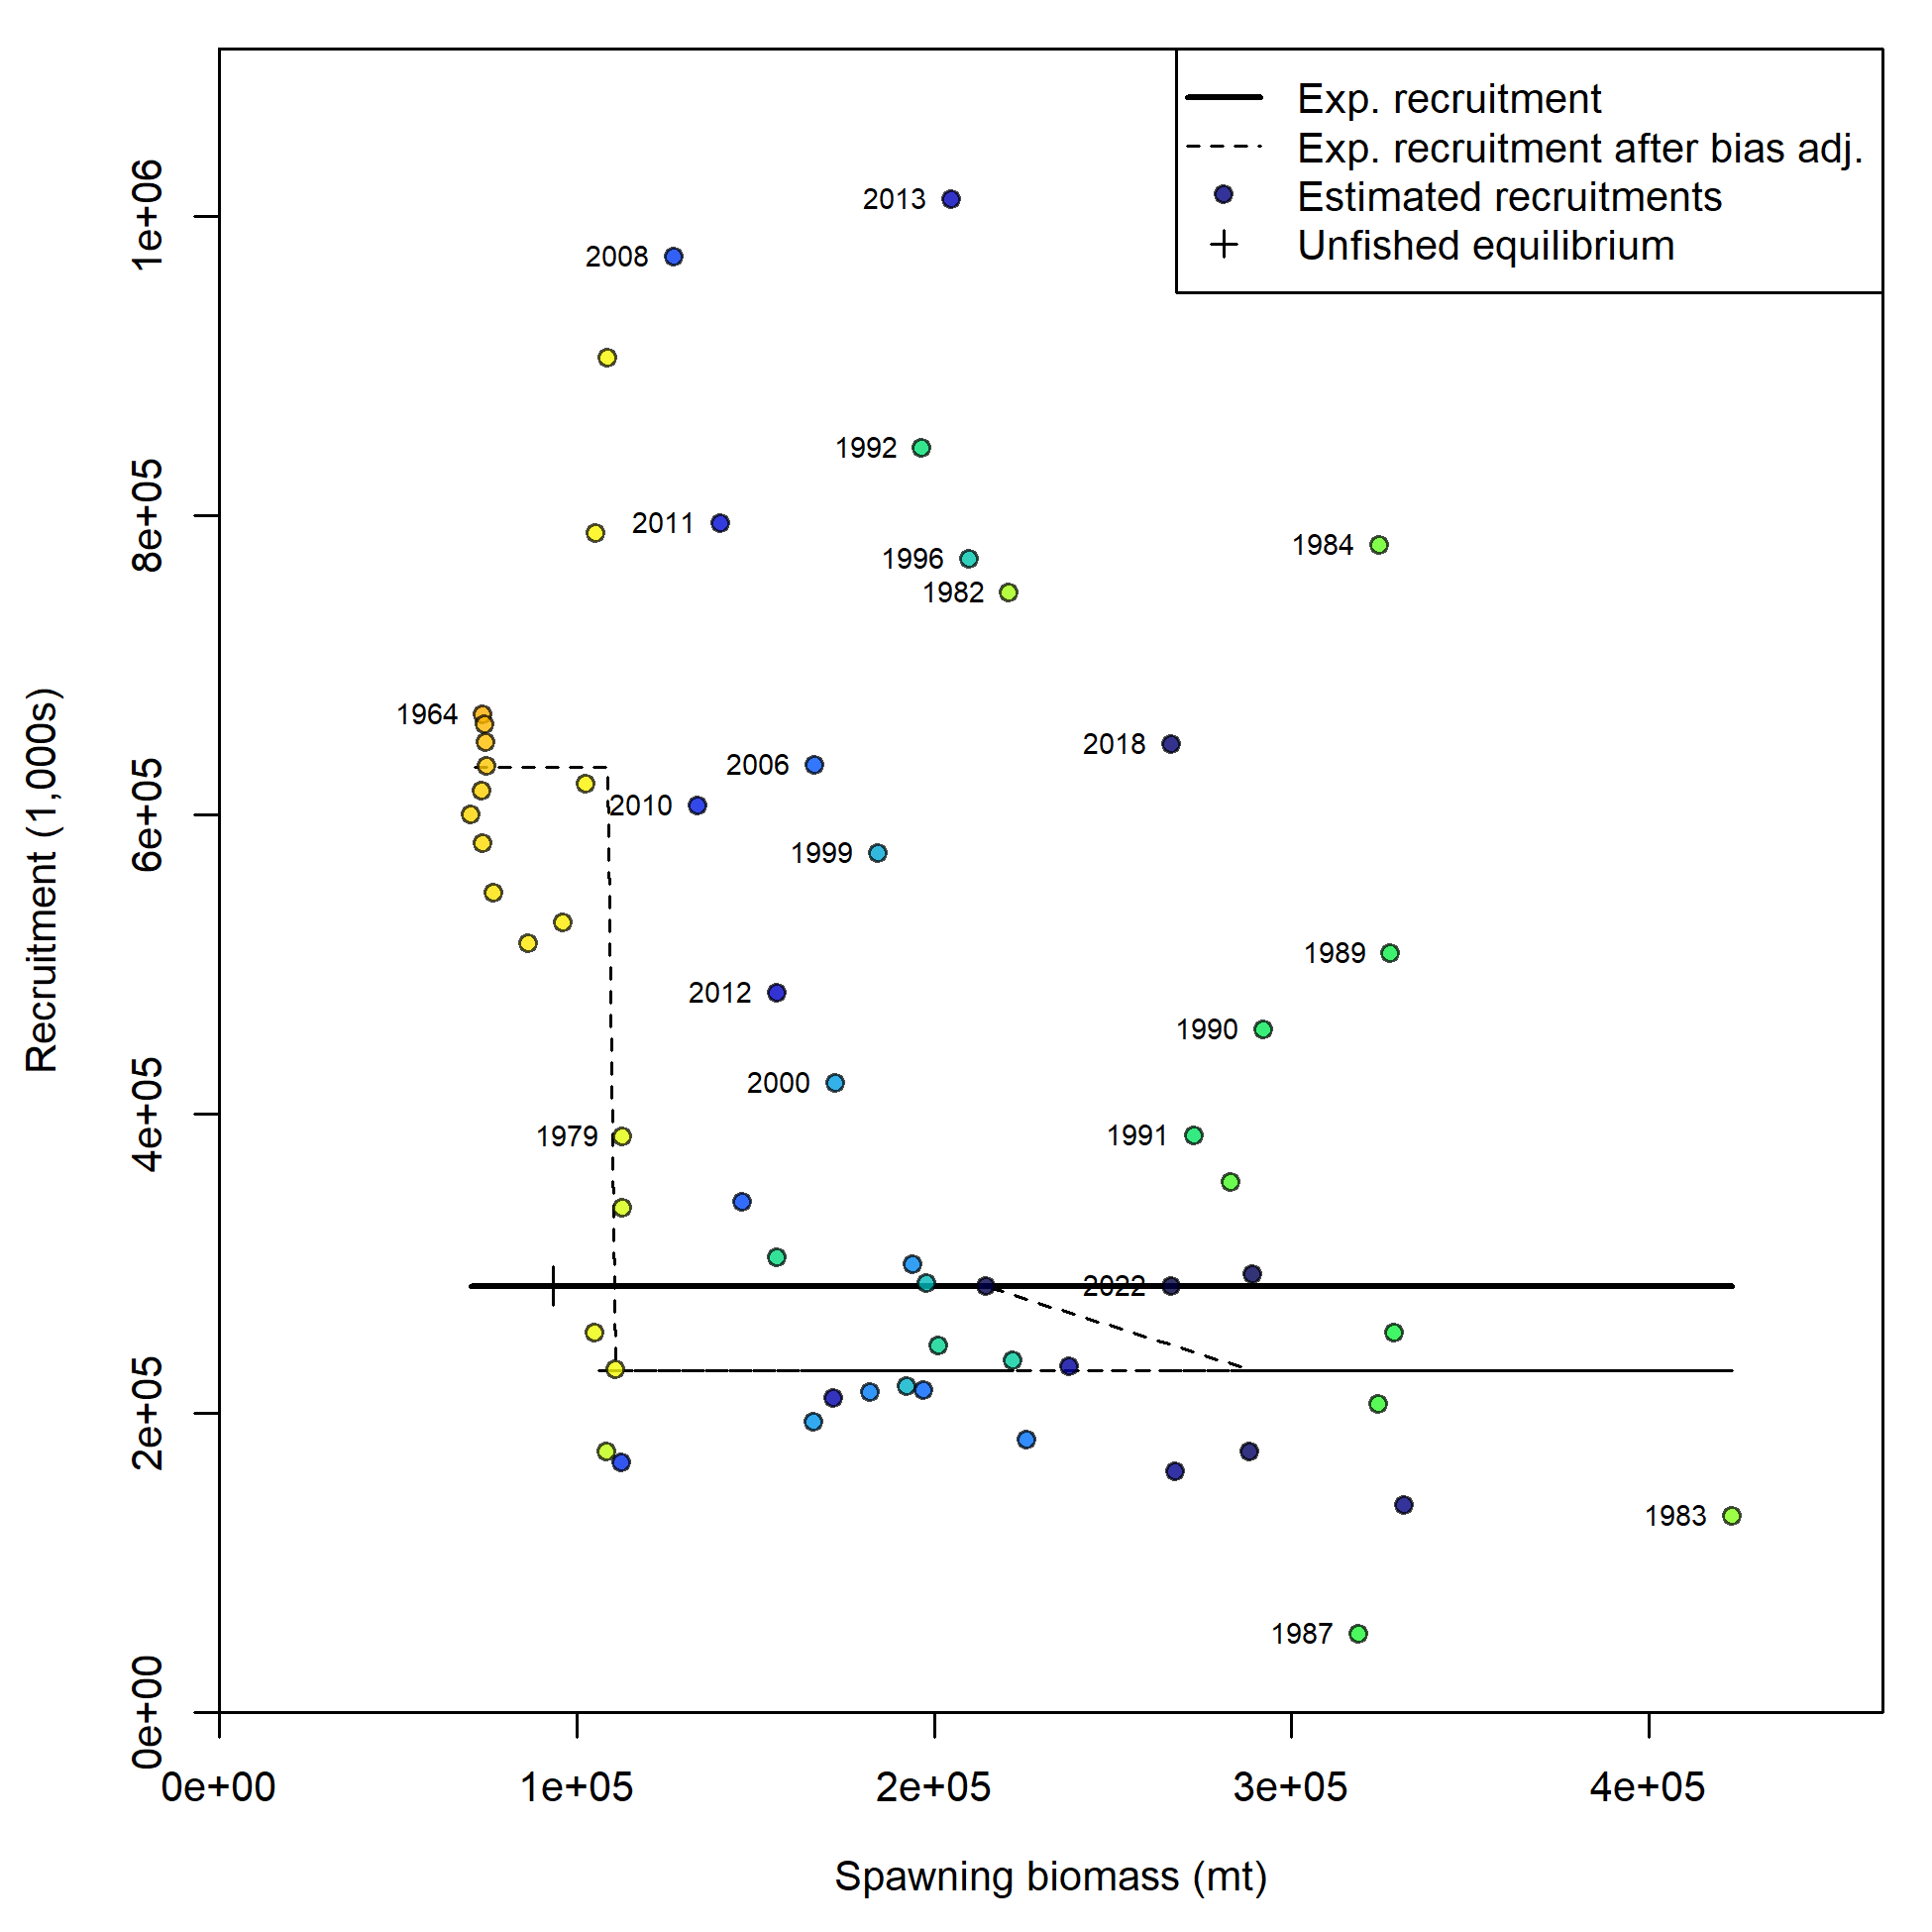 Exp. recruitment
Exp. recruitment after bias adj.
Estimated recruitments
Unfished equilibrium
2013
2008
1992
2011
1984
1996
1982
1964
2018
2006
2010
1999
1989
2012
1990
2000
1979
1991
2022
1983
1987
Recruitment (1,000s)
1e+06
8e+05
6e+05
4e+05
2e+05
0e+00
0e+00 1e+05 2e+05 3e+05 4e+05
Spawning biomass (mt)